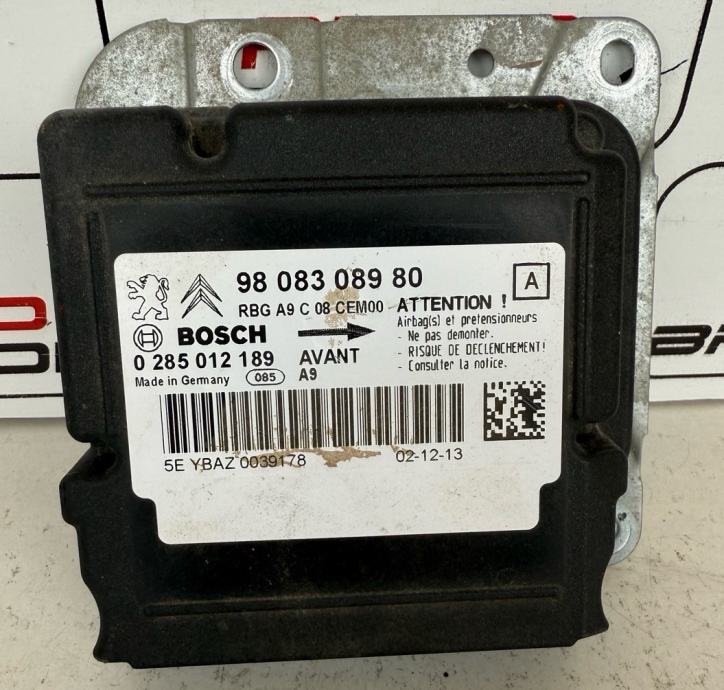 98 083 089 80
A
RBG A9 C 08 CEM00
ATTENTION !
Airbag(s) et pretensionneurs
- Ne pas demonter.
- RISQUE DE DECLENCHEMENT!
- Consulter la notice.
BOSCH
0 285 012 189
AVANT
Made in Germany
085
A9
5E YBAZ 0039178
02-12-13